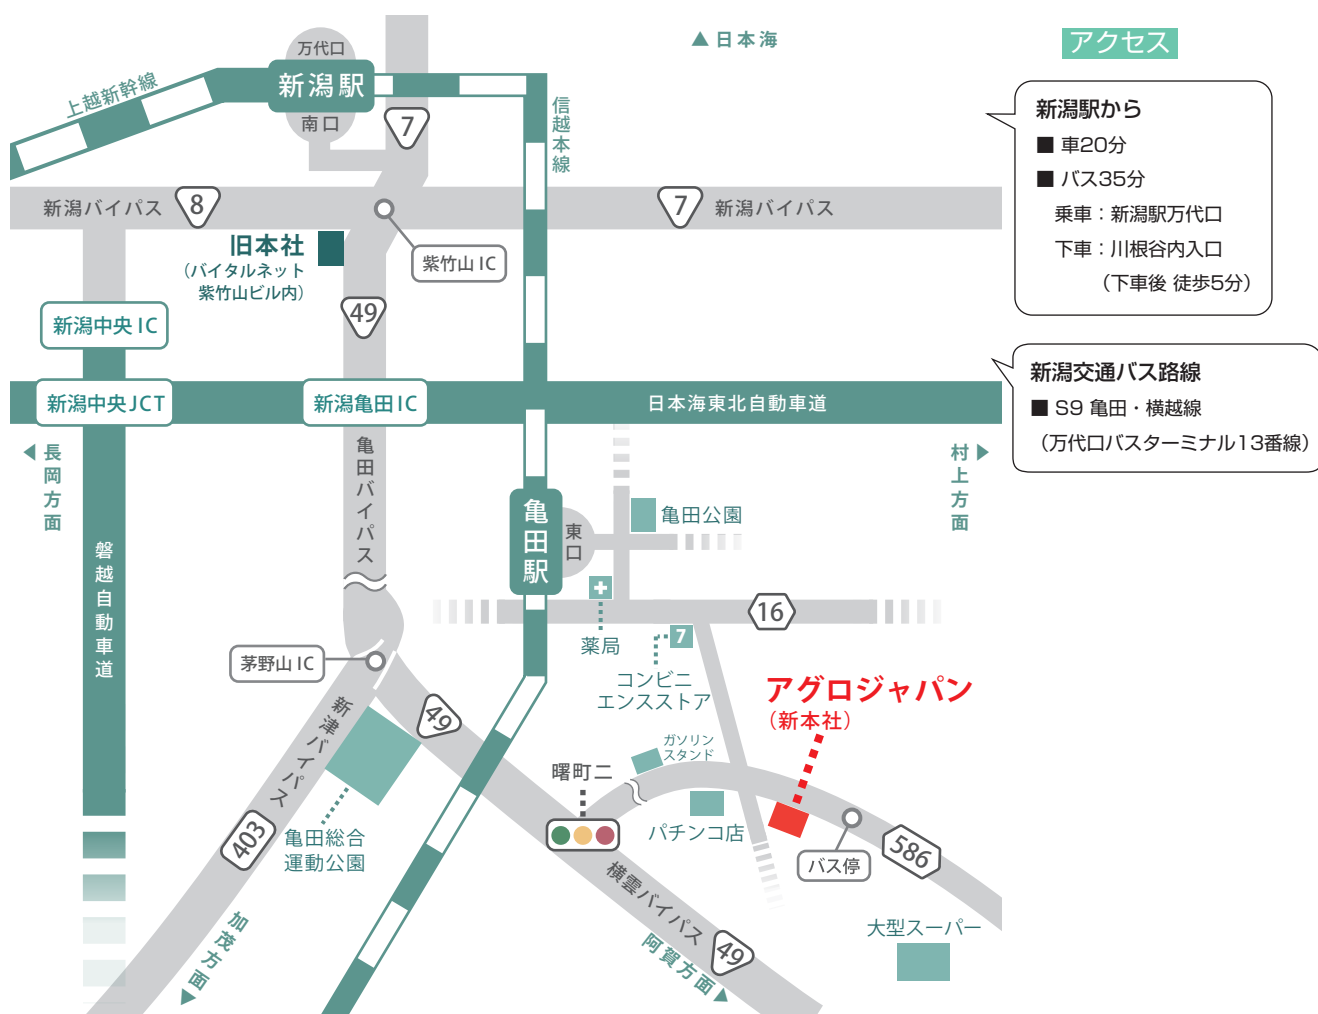 万代口
新潟駅
南口
上越新幹線
7
信越本線
▲日本海
新潟バイパス
8
7
新潟バイパス
旧本社
(バイタルネット
紫竹山ビル内)
紫竹山 IC
49
新潟中央 IC
新潟中央JCT
新潟亀田 IC
日本海東北自動車道
◀長岡方面
村上方面▶
亀田バイパス
磐越自動車道
亀田駅
東口
亀田公園
16
薬局
7
コンビニ
エンスストア
茅野山 IC
新津バイパス
49
403
亀田総合
運動公園
加茂方面▼
アグロジャパン
(新本社)
ガソリン
スタンド
曙町二
パチンコ店
バス停
586
横雲バイパス
49
阿賀方面▼
大型スーパー
アクセス
新潟駅から
■ 車20分
■ バス35分
乗車：新潟駅万代口
下車：川根谷内入口
(下車後 徒歩5分)
新潟交通バス路線
■ S9 亀田・横越線
(万代口バスターミナル13番線)